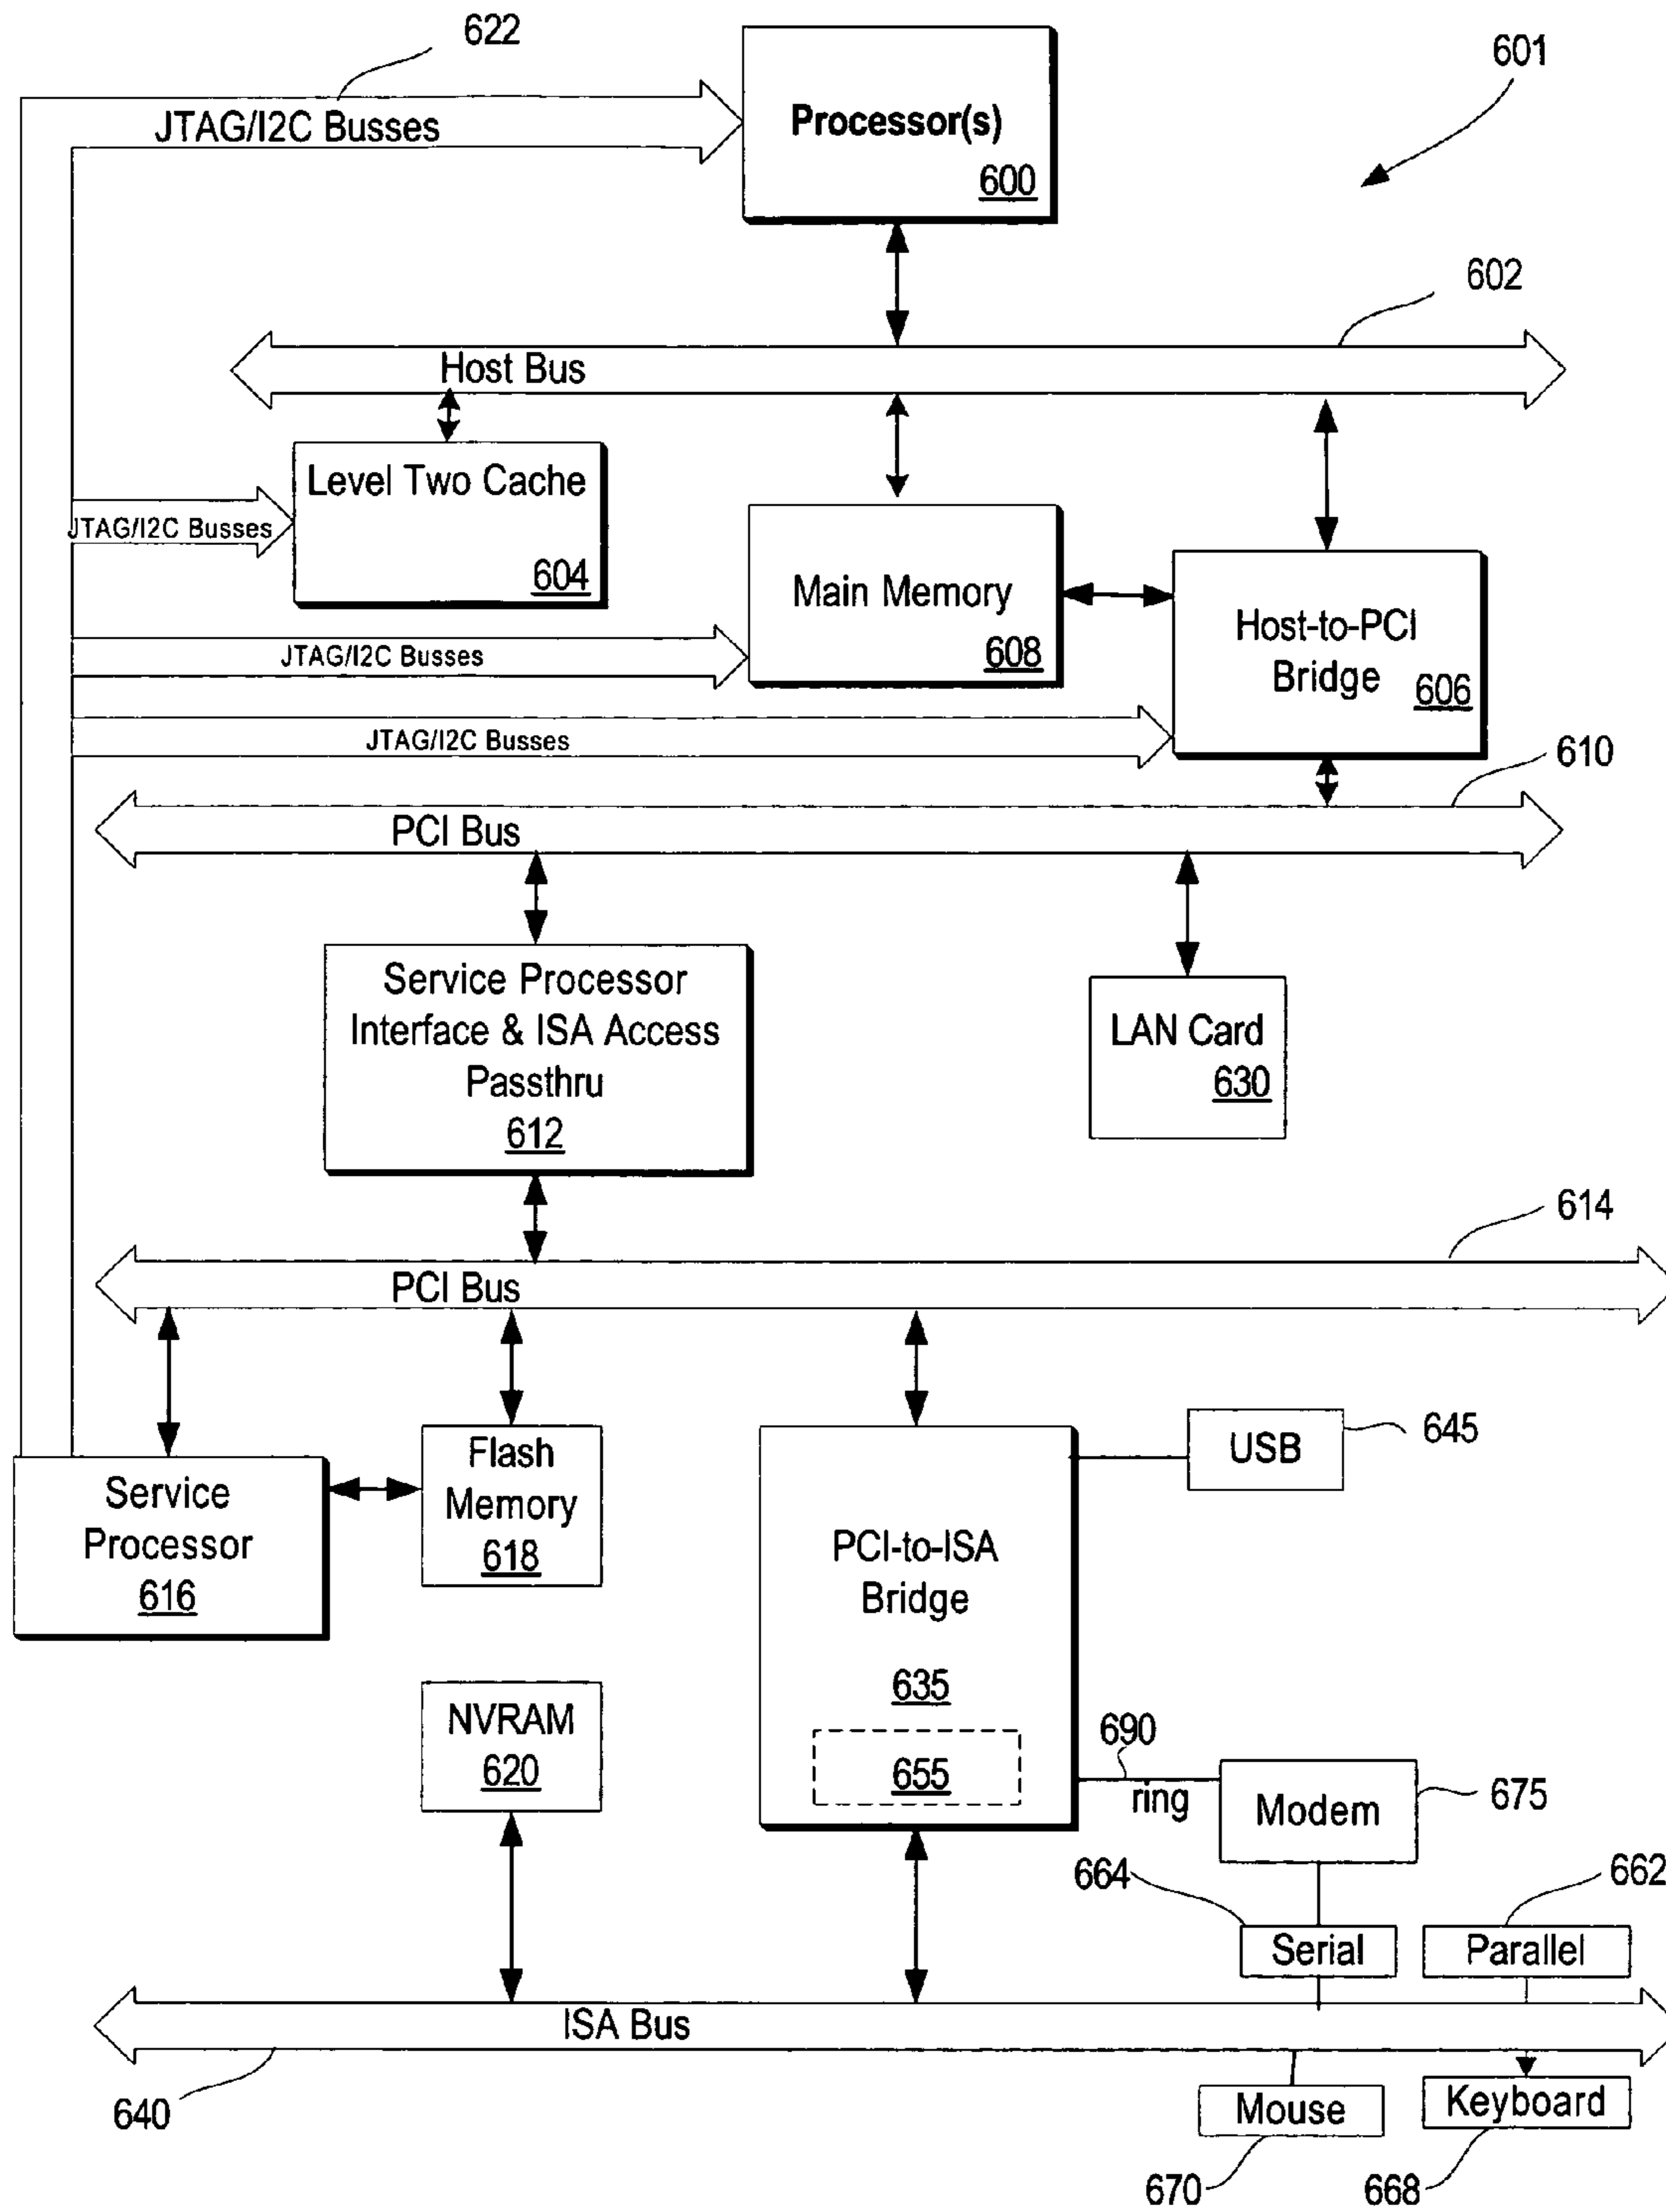 622
601
JTAG/I2C Busses
Processor(s)
600
602
Host Bus
Level Two Cache
604
JTAG/I2C Busses
Main Memory
608
Host-to-PCI
Bridge
606
JTAG/I2C Busses
JTAG/I2C Busses
610
PCI Bus
Service Processor
Interface & ISA Access
Passthru
612
LAN Card
630
614
PCI Bus
Service
Processor
616
Flash
Memory
618
PCI-to-ISA
Bridge
635
655
USB
645
NVRAM
620
690
ring
Modem
675
664
662
Serial
Parallel
ISA Bus
640
Mouse
Keyboard
670
668